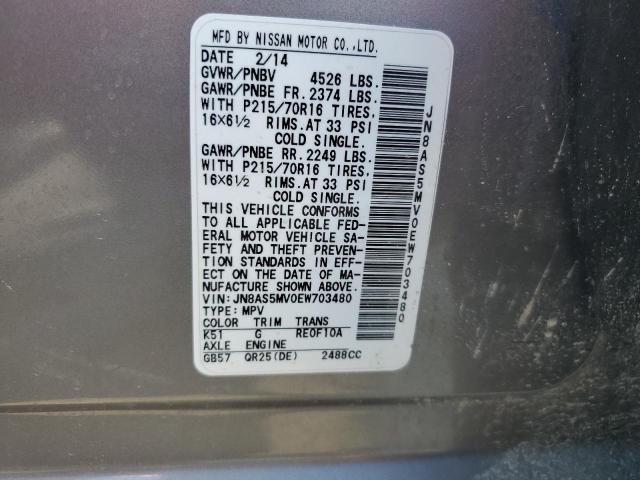 MFD BY NISSAN MOTOR CO.,LTD.
DATE 2/14
GVWR/PNBV 4526 LBS.
GAWR/PNBE FR. 2374 LBS.
WITH P215/70R16 TIRES,
16X6½ RIMS.AT 33 PSI
COLD SINGLE.
GAWR/PNBE RR. 2249 LBS.
WITH P215/70R16 TIRES,
16X6½ RIMS.AT 33 PSI
COLD SINGLE.
THIS VEHICLE CONFORMS
TO ALL APPLICABLE FED-
ERAL MOTOR VEHICLE SA-
FETY AND THEFT PREVEN-
TION STANDARDS IN EFF-
ECT ON THE DATE OF MA-
NUFACTURE SHOWN ABOVE.
VIN: JN8AS5MV0EW703480
TYPE: MPV
COLOR TRIM TRANS
K51 G RE0F10A
AXLE ENGINE
GB57 QR25(DE) 2488CC
JN8AS5MV0EW703480